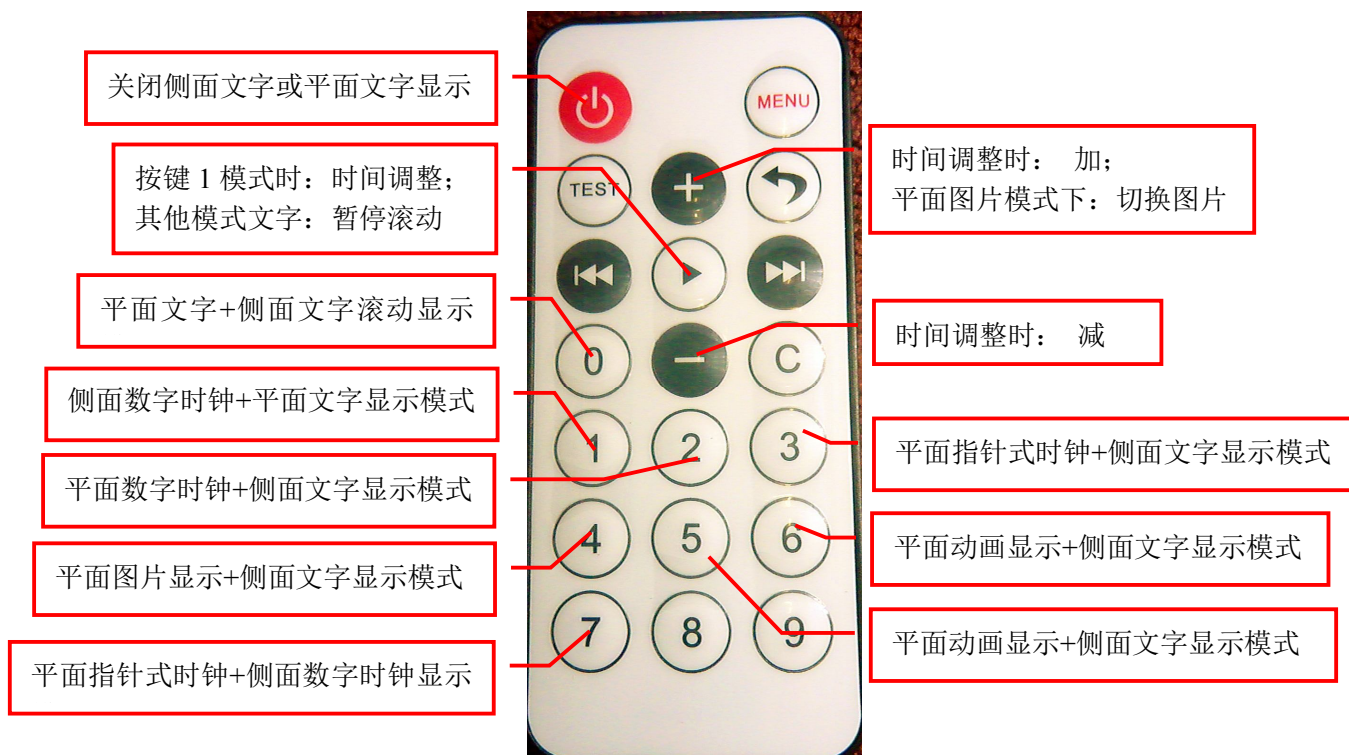 关闭侧面文字或平面文字显示
MENU
按键 1 模式时：时间调整；
其他模式文字：暂停滚动
TEST
+
时间调整时： 加；
平面图片模式下：切换图片
平面文字+侧面文字滚动显示
0
−
C
时间调整时： 减
侧面数字时钟+平面文字显示模式
1
2
3
平面指针式时钟+侧面文字显示模式
平面数字时钟+侧面文字显示模式
4
5
6
平面动画显示+侧面文字显示模式
平面图片显示+侧面文字显示模式
7
8
9
平面动画显示+侧面文字显示模式
平面指针式时钟+侧面数字时钟显示